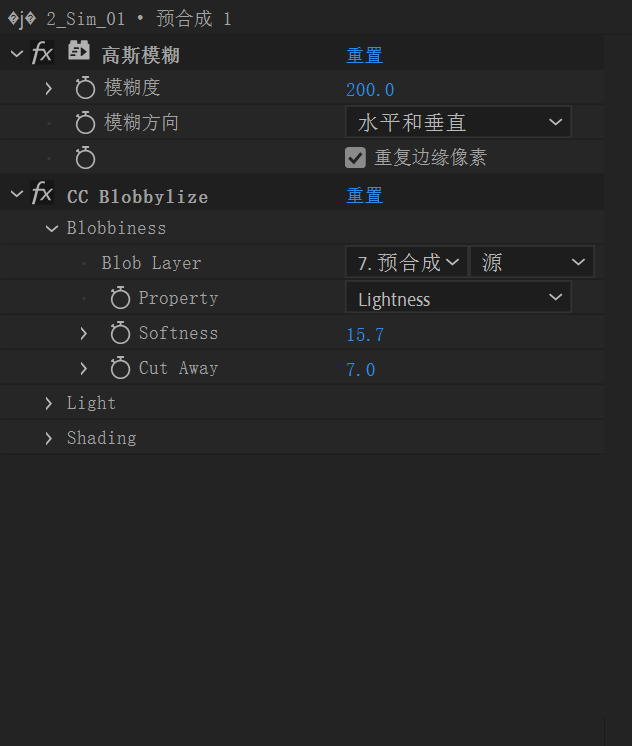 �j� 2_Sim_01 • 预合成 1
fx 高斯模糊 重置
模糊度 200.0
模糊方向 水平和垂直
重复边缘像素
fx CC Blobbylize 重置
Blobbiness
Blob Layer 7. 预合成 源
Property Lightness
Softness 15.7
Cut Away 7.0
Light
Shading